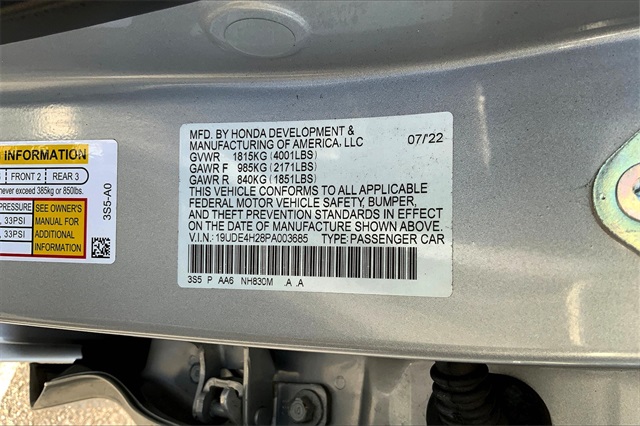 INFORMATION
FRONT 2 REAR 3
never exceed 385kg or 850lbs.
PRESSURE
33PSI
33PSI
SEE OWNER'S
MANUAL FOR
ADDITIONAL
INFORMATION
3S5-A0
MFD. BY HONDA DEVELOPMENT & 07/'22
MANUFACTURING OF AMERICA, LLC
GVWR 1815KG (4001LBS)
GAWR F 985KG (2171LBS)
GAWR R 840KG (1851LBS)
THIS VEHICLE CONFORMS TO ALL APPLICABLE
FEDERAL MOTOR VEHICLE SAFETY, BUMPER,
AND THEFT PREVENTION STANDARDS IN EFFECT
ON THE DATE OF MANUFACTURE SHOWN ABOVE.
V.I.N.: 19UDE4H28PA003685 TYPE: PASSENGER CAR
3S5 P AA6 NH830M .A .A